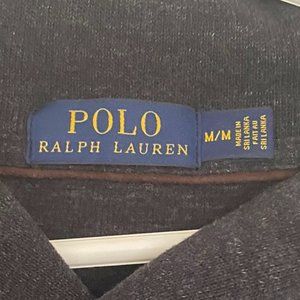 POLO
RALPH LAUREN
M/M
MADE IN
SRI LANKA
FAIT AU
SRI LANKA